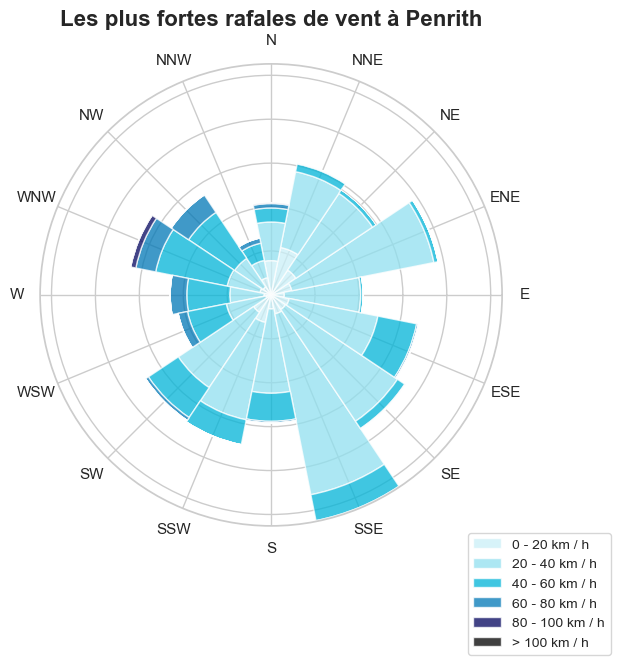 Les plus fortes rafales de vent à Penrith
N
NNW
NNE
NW
NE
WNW
ENE
W
E
WSW
ESE
SW
SE
SSW
SSE
S
0 - 20 km / h
20 - 40 km / h
40 - 60 km / h
60 - 80 km / h
80 - 100 km / h
> 100 km / h